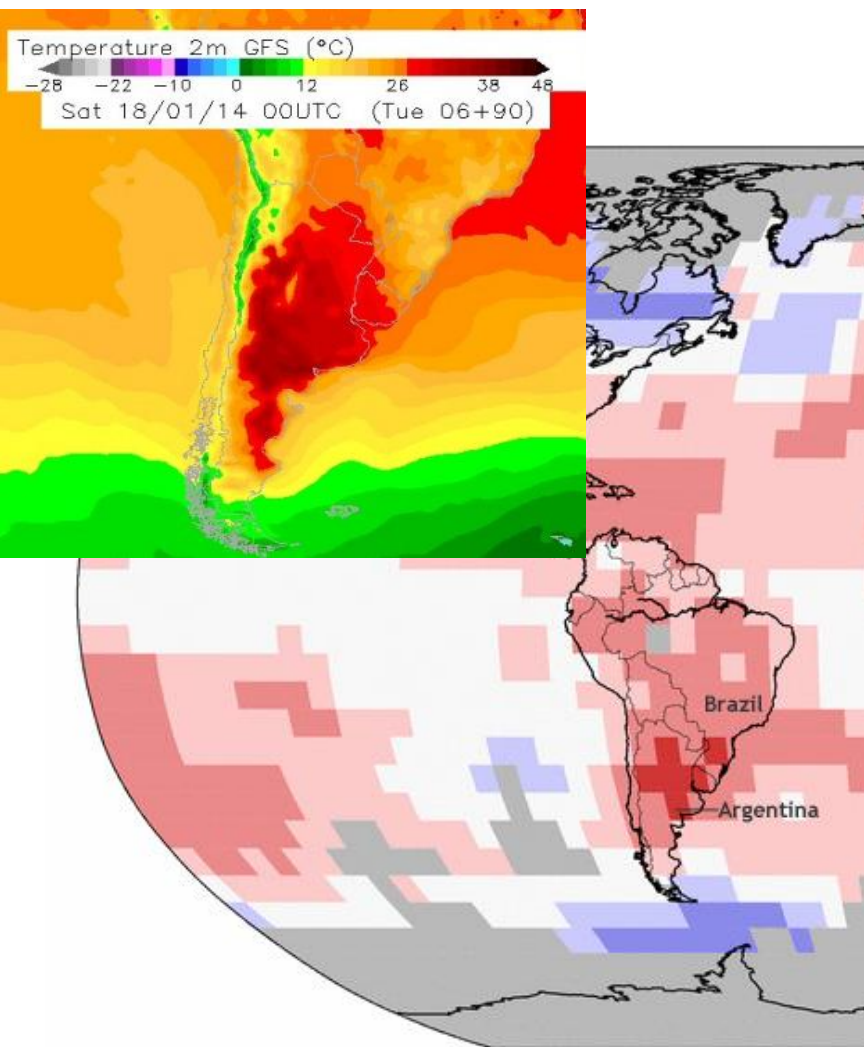 Temperature 2m GFS (°C)
−28 −22 −10 0 12 26 38 48
Sat 18/01/14 00UTC (Tue 06+90)
Brazil
Argentina